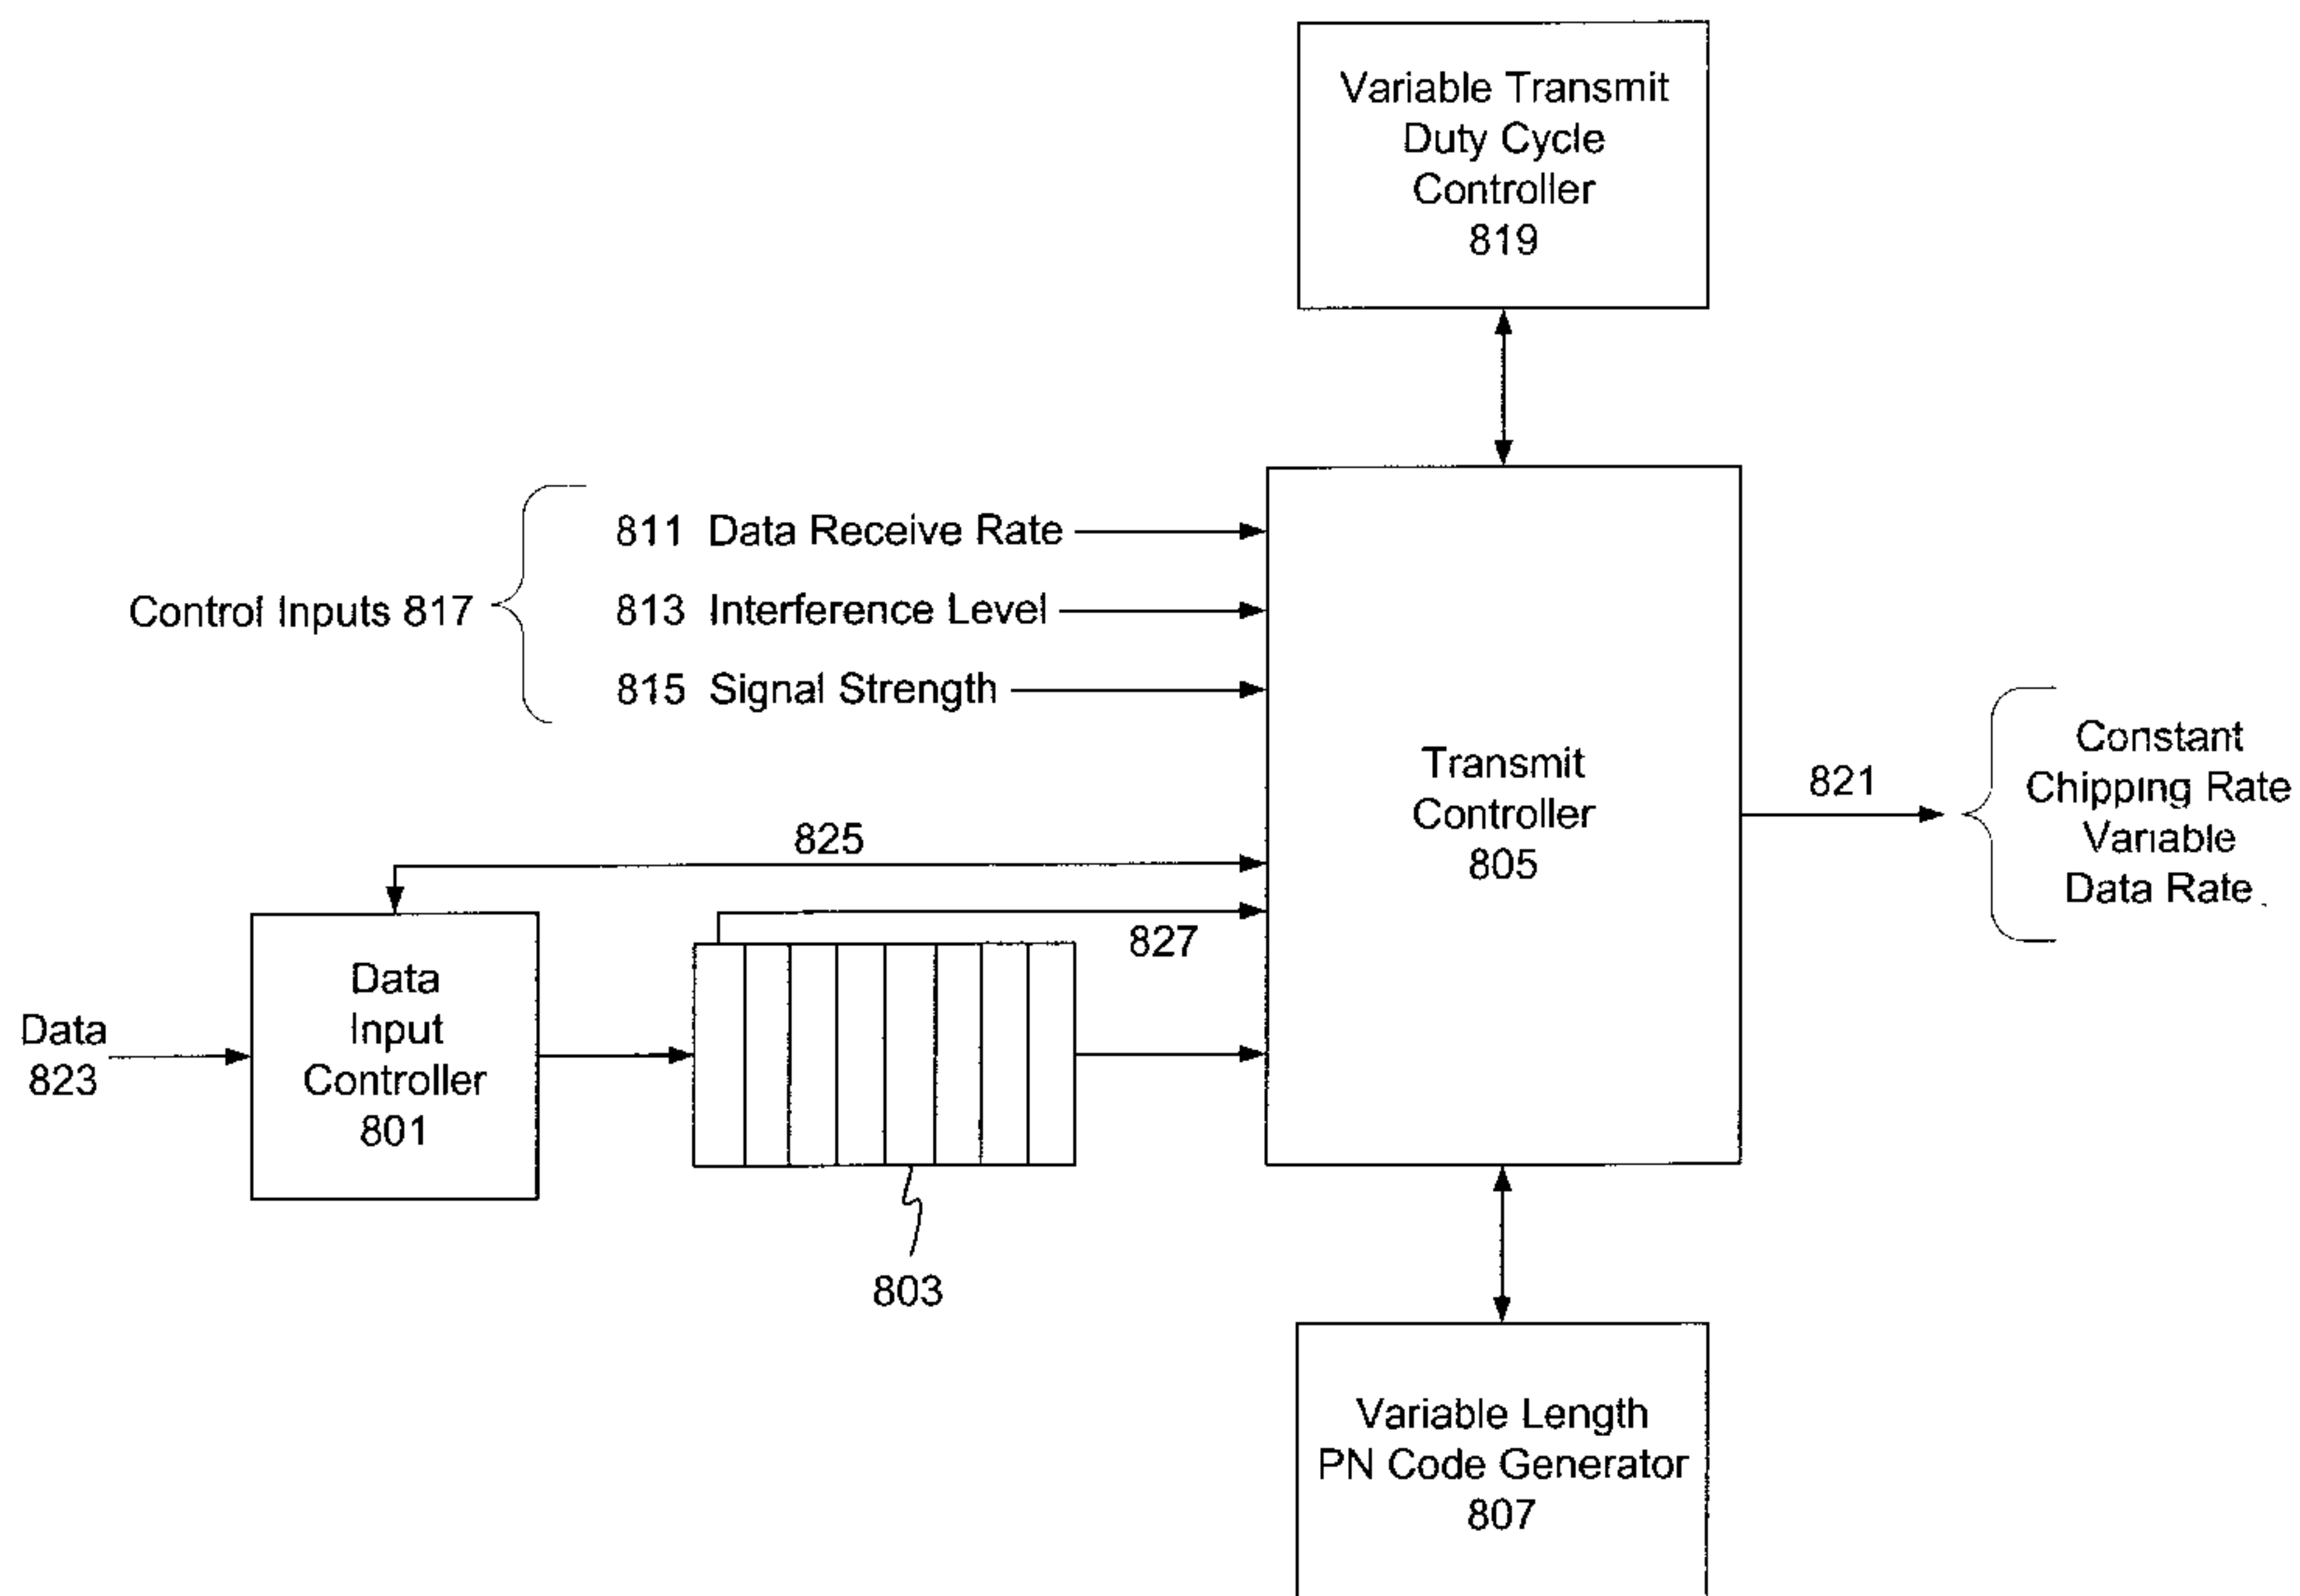 Variable Transmit
Duty Cycle
Controller
819
811 Data Receive Rate
Control Inputs 817
813 Interference Level
815 Signal Strength
Transmit
Controller
805
821
Constant
Chipping Rate
Variable
Data Rate
825
827
Data
823
Data
Input
Controller
801
803
Variable Length
PN Code Generator
807